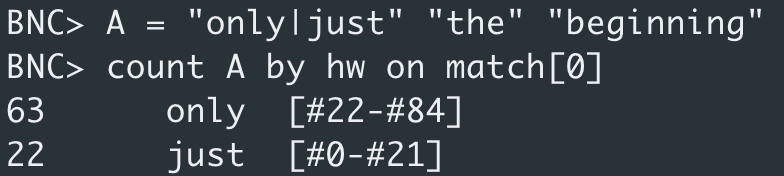 BNC> A = "only|just" "the" "beginning"
BNC> count A by hw on match[0]
63 only [#22-#84]
22 just [#0-#21]